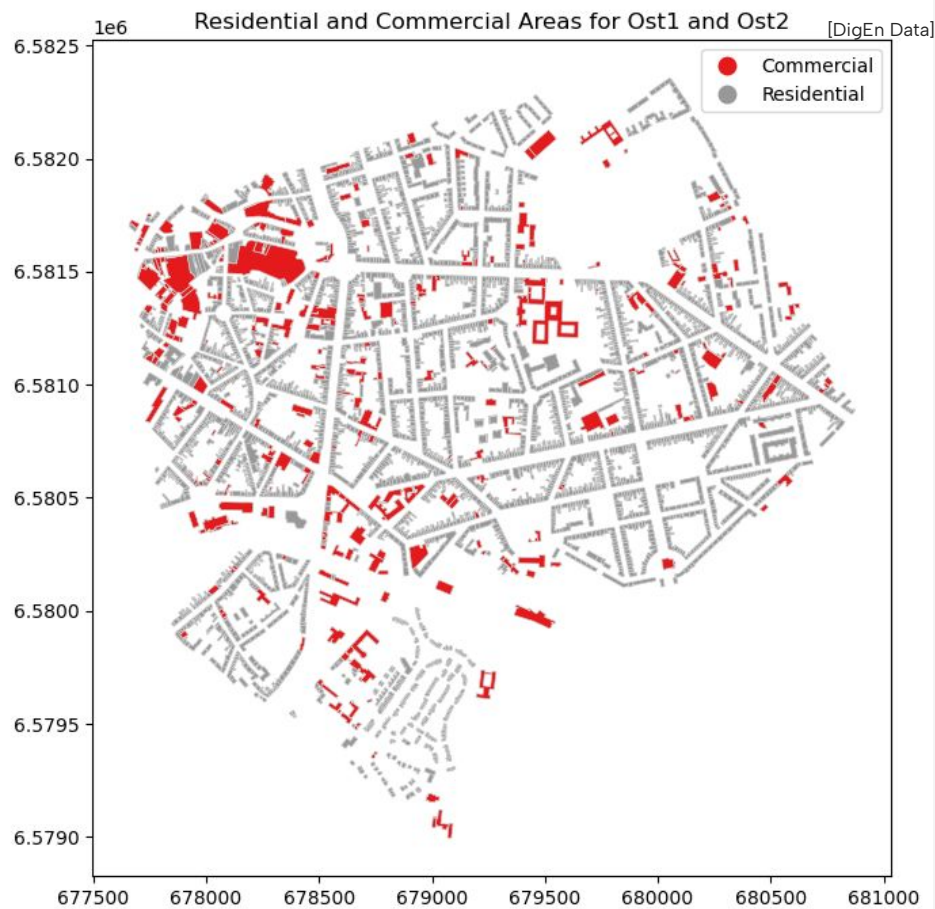 Residential and Commercial Areas for Ost1 and Ost2
[DigEn Data]
1e6
Commercial
Residential
6.5825
6.5820
6.5815
6.5810
6.5805
6.5800
6.5795
6.5790
677500 678000 678500 679000 679500 680000 680500 681000